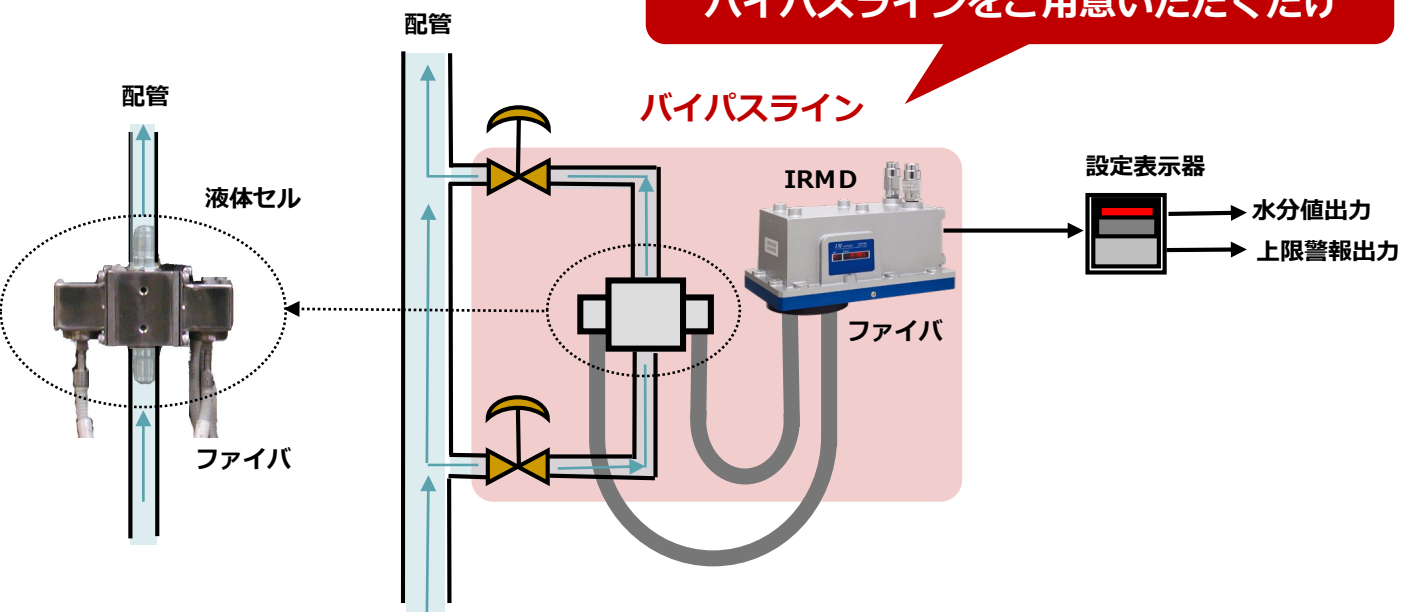 バイパスラインをご用意いただくだけ
配管
配管
バイパスライン
液体セル
IRMD
設定表示器
水分値出力
上限警報出力
ファイバ
ファイバ